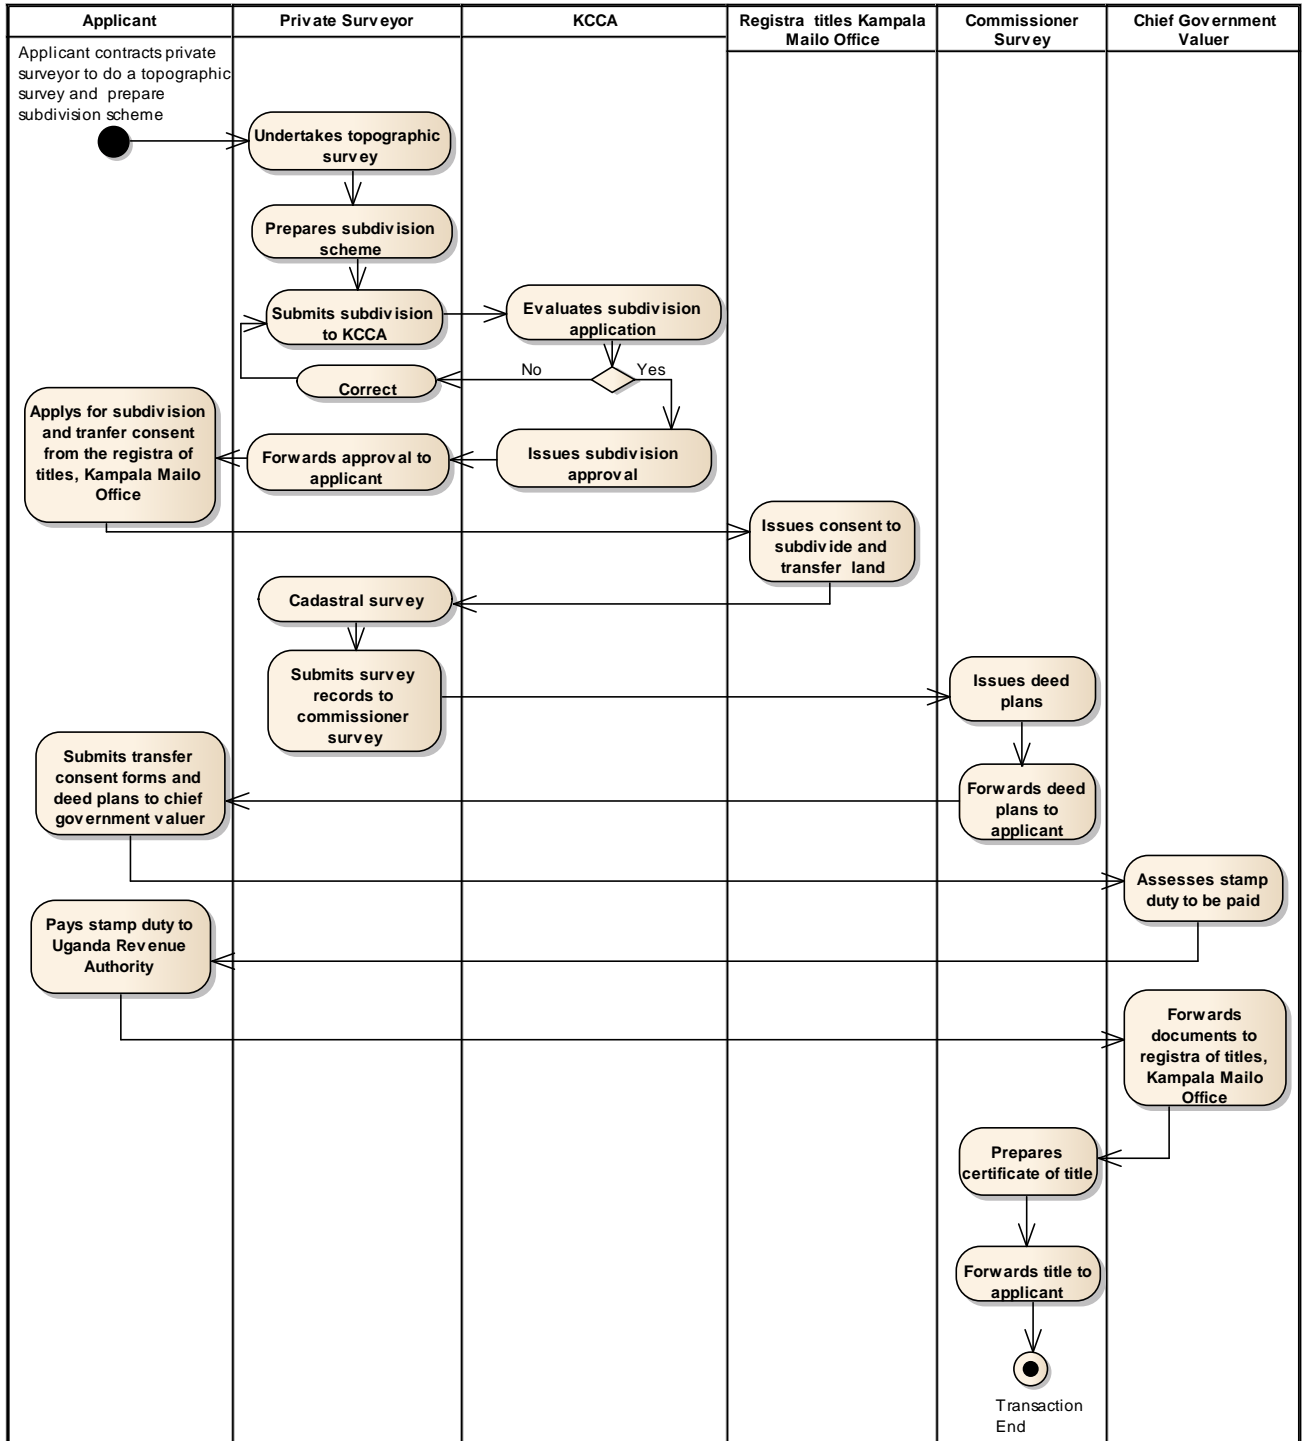 Applicant
Private Surveyor
KCCA
Registra titles Kampala
Mailo Office
Commissioner
Survey
Chief Government
Valuer
Applicant contracts private
surveyor to do a topographic
survey and prepare
subdivision scheme
Undertakes topographic
survey
Prepares subdivision
scheme
Submits subdivision
to KCCA
Evaluates subdivision
application
No
Yes
Correct
Applys for subdivision
and tranfer consent
from the registra of
titles, Kampala Mailo
Office
Forwards approval to
applicant
Issues subdivision
approval
Issues consent to
subdivide and
transfer land
Cadastral survey
Submits survey
records to
commissioner
survey
Issues deed
plans
Submits transfer
consent forms and
deed plans to chief
government valuer
Forwards deed
plans to
applicant
Assesses stamp
duty to be paid
Pays stamp duty to
Uganda Revenue
Authority
Forwards
documents to
registra of titles,
Kampala Mailo
Office
Prepares
certificate of title
Forwards title to
applicant
Transaction
End